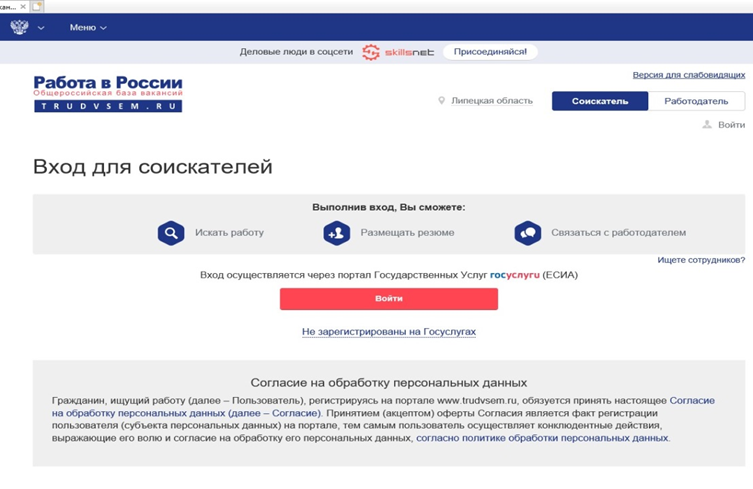 кан...
Меню
Деловые люди в соцсети skillsnet Присоединяйся!
Версия для слабовидящих
Работа в России
Общероссийская база вакансий
TRUDVSEM.RU
Липецкая область
Соискатель
Работодатель
Войти
Вход для соискателей
Выполнив вход, Вы сможете:
Искать работу
Размещать резюме
Связаться с работодателем
Ищете сотрудников?
Вход осуществляется через портал Государственных Услуг госуслуги (ЕСИА)
Войти
Не зарегистрированы на Госуслугах
Согласие на обработку персональных данных
Гражданин, ищущий работу (далее – Пользователь), регистрируясь на портале www.trudvsem.ru, обязуется принять настоящее Согласие
на обработку персональных данных (далее – Согласие). Принятием (акцептом) оферты Согласия является факт регистрации
пользователя (субъекта персональных данных) на портале, тем самым пользователь осуществляет конклюдентные действия,
выражающие его волю и согласие на обработку его персональных данных, согласно политике обработки персональных данных.